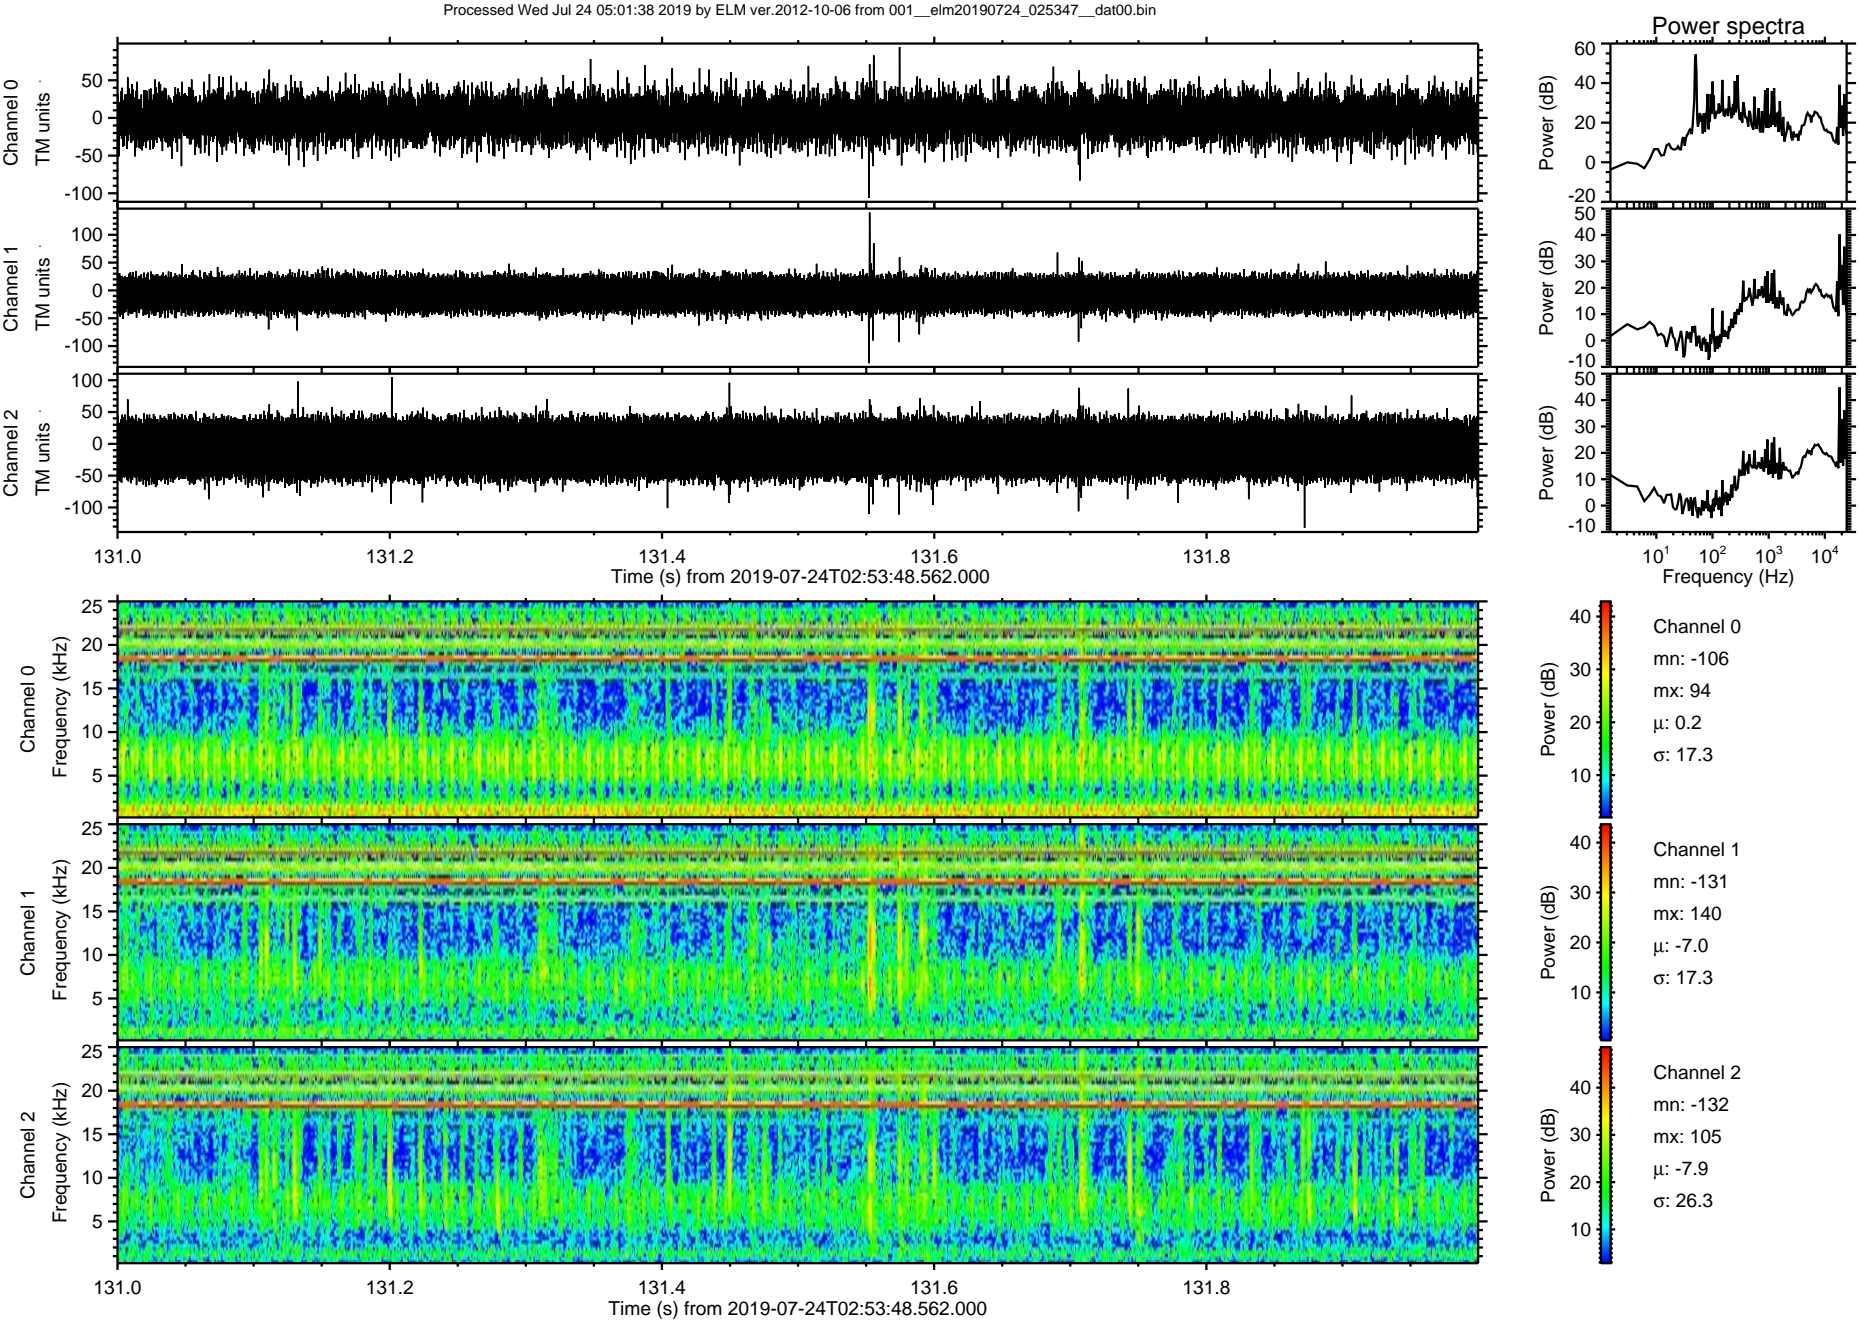 Processed Wed Jul 24 05:01:38 2019 by ELM ver.2012-10-06 from 001__elm20190724_025347__dat00.bin
Power spectra
Channel 0
TM units
50
0
-50
-100
Power (dB)
60
40
20
0
-20
Channel 1
TM units
100
50
0
-50
-100
Power (dB)
50
40
30
20
10
0
-10
Channel 2
TM units
100
50
0
-50
-100
Power (dB)
50
40
30
20
10
0
-10
131.0 131.2 131.4 131.6 131.8
Time (s) from 2019-07-24T02:53:48.562.000
10¹ 10² 10³ 10⁴
Frequency (Hz)
Channel 0
Frequency (kHz)
25
20
15
10
5
Power (dB)
40
30
20
10
Channel 0
mn: -106
mx: 94
μ: 0.2
σ: 17.3
Channel 1
Frequency (kHz)
25
20
15
10
5
Power (dB)
40
30
20
10
Channel 1
mn: -131
mx: 140
μ: -7.0
σ: 17.3
Channel 2
Frequency (kHz)
25
20
15
10
5
Power (dB)
40
30
20
10
Channel 2
mn: -132
mx: 105
μ: -7.9
σ: 26.3
131.0 131.2 131.4 131.6 131.8
Time (s) from 2019-07-24T02:53:48.562.000